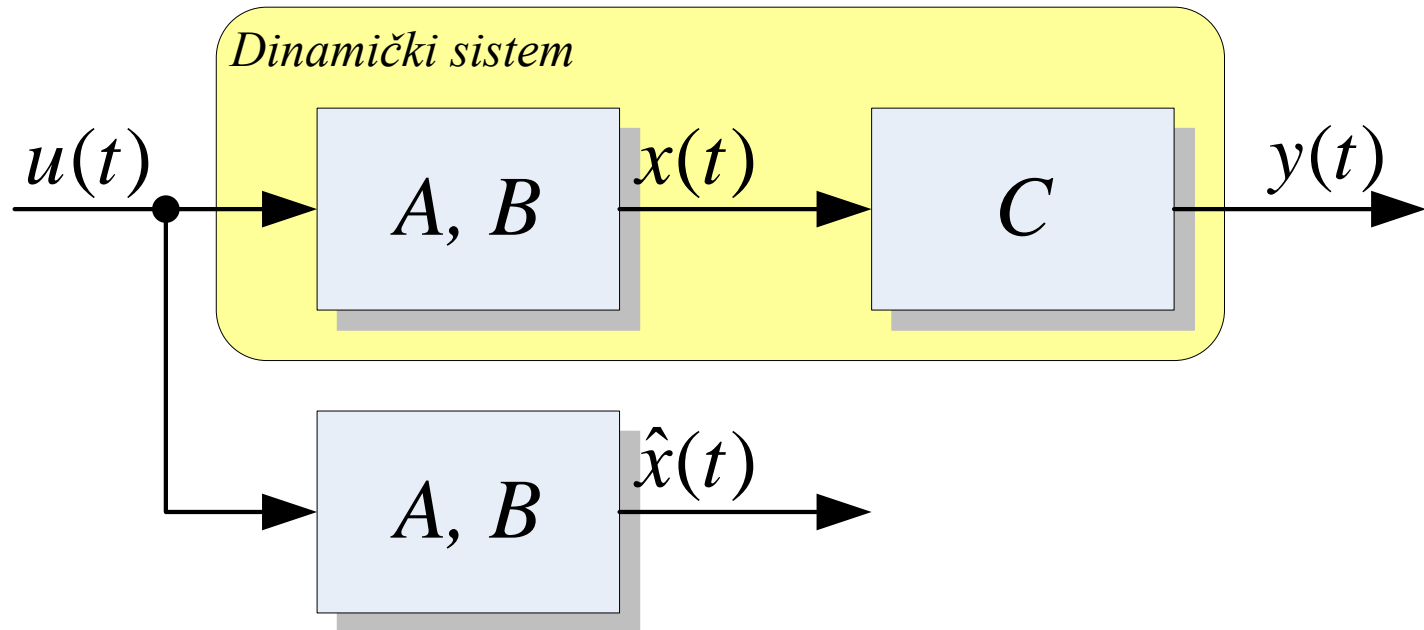 Dinamički sistem
u(t)
A, B
x(t)
C
y(t)
A, B
x̂(t)